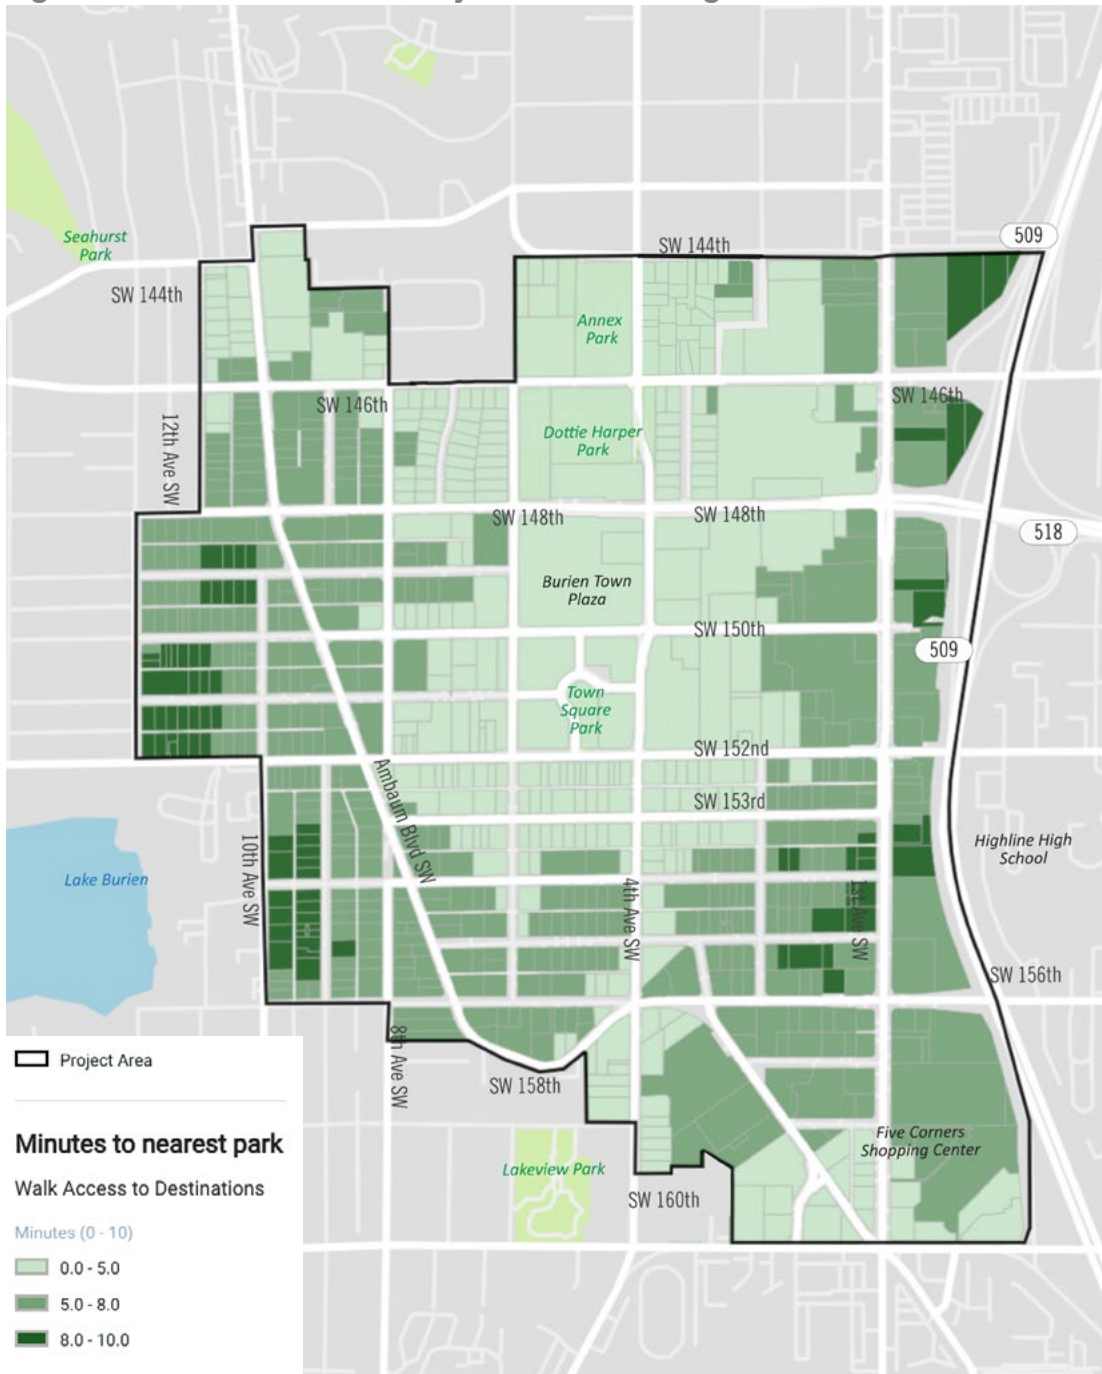 Seahurst
Park
SW 144th
SW 144th
509
Annex
Park
12th Ave SW
SW 146th
SW 146th
Dottie Harper
Park
SW 148th
SW 148th
518
Burien Town
Plaza
SW 150th
509
Town
Square
Park
SW 152nd
Ambaum Blvd SW
SW 153rd
10th Ave SW
Lake Burien
4th Ave SW
1st Ave SW
Highline High
School
SW 156th
8th Ave SW
SW 158th
Five Corners
Shopping Center
Lakeview Park
SW 160th
Project Area
Minutes to nearest park
Walk Access to Destinations
Minutes (0 - 10)
0.0 - 5.0
5.0 - 8.0
8.0 - 10.0